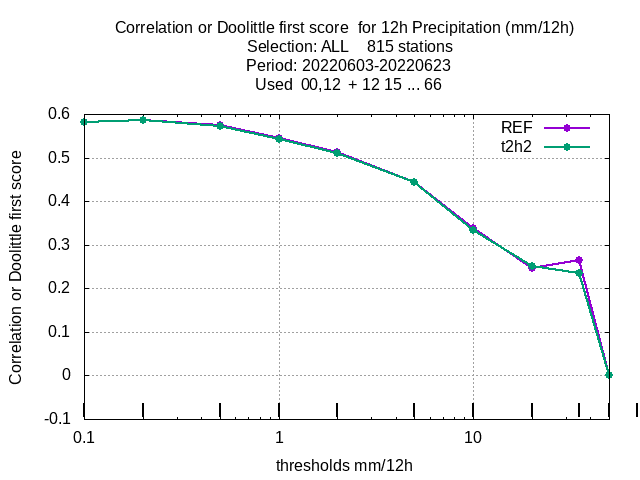 Correlation or Doolittle first score  for 12h Precipitation (mm/12h)
Selection: ALL    815 stations
Period: 20220603-20220623
Used  00,12  + 12 15 ... 66
REF
t2h2
Correlation or Doolittle first score
0.6
0.5
0.4
0.3
0.2
0.1
0
-0.1
0.1
1
10
thresholds mm/12h